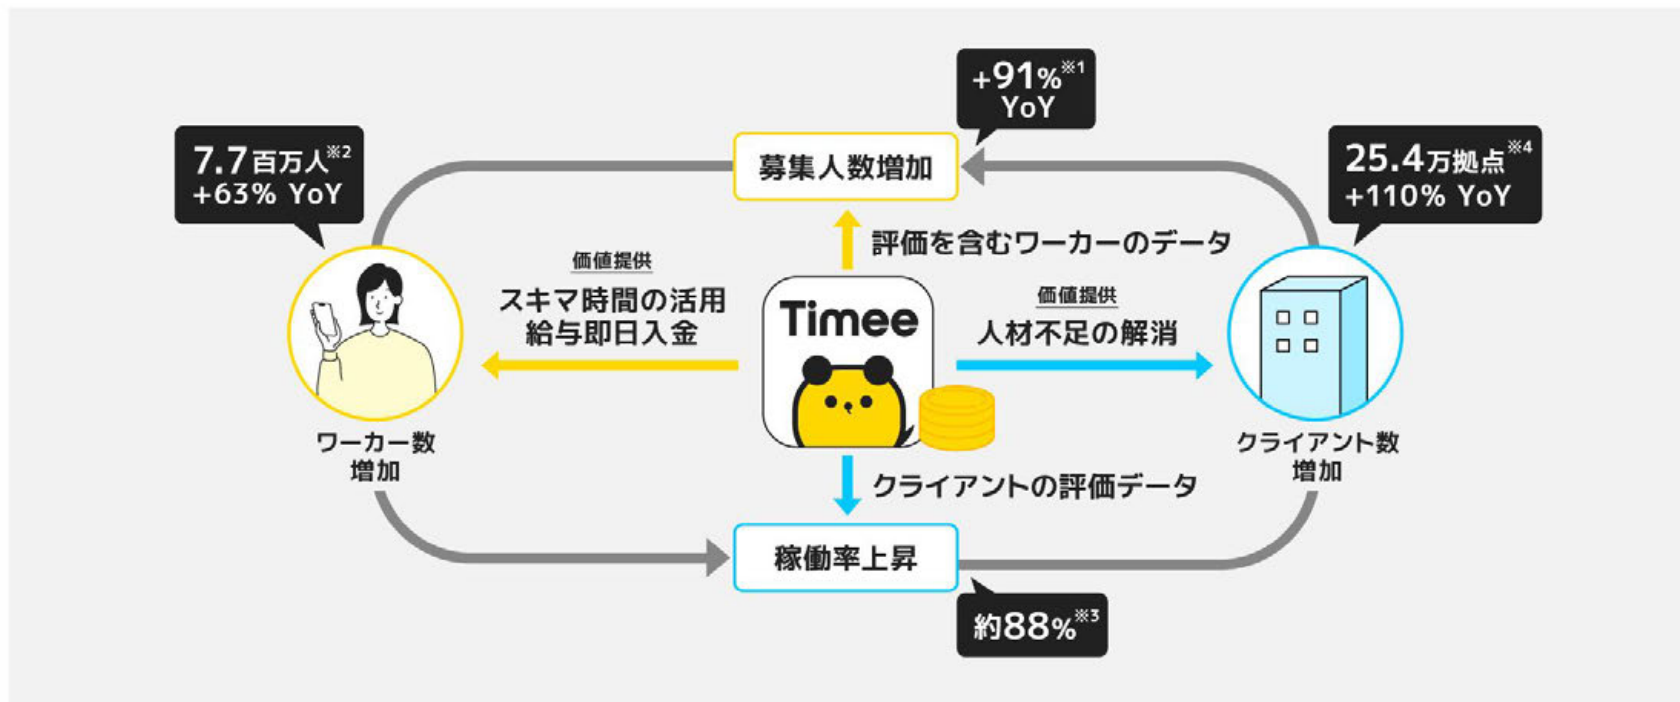 +91%※1
YoY
7.7百万人※2
+63% YoY
募集人数増加
25.4万拠点※4
+110% YoY
評価を含むワーカーのデータ
価値提供
スキマ時間の活用
給与即日入金
Timee
価値提供
人材不足の解消
ワーカー数
増加
クライアント数
増加
クライアントの評価データ
稼働率上昇
約88%※3